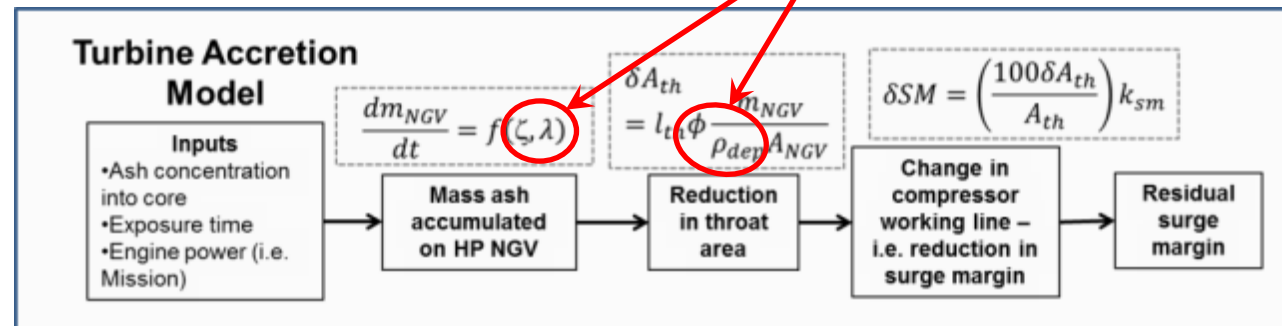 Turbine Accretion
Model
Inputs
•Ash concentration
into core
•Exposure time
•Engine power (i.e.
Mission)
dm_NGV/dt = f(ζ, λ)
Mass ash
accumulated
on HP NGV
δA_th
= l_th ϕ m_NGV/(ρ_dep A_NGV)
Reduction
in throat
area
δSM = (100δA_th/A_th) k_sm
Change in
compressor
working line –
i.e. reduction in
surge margin
Residual
surge
margin